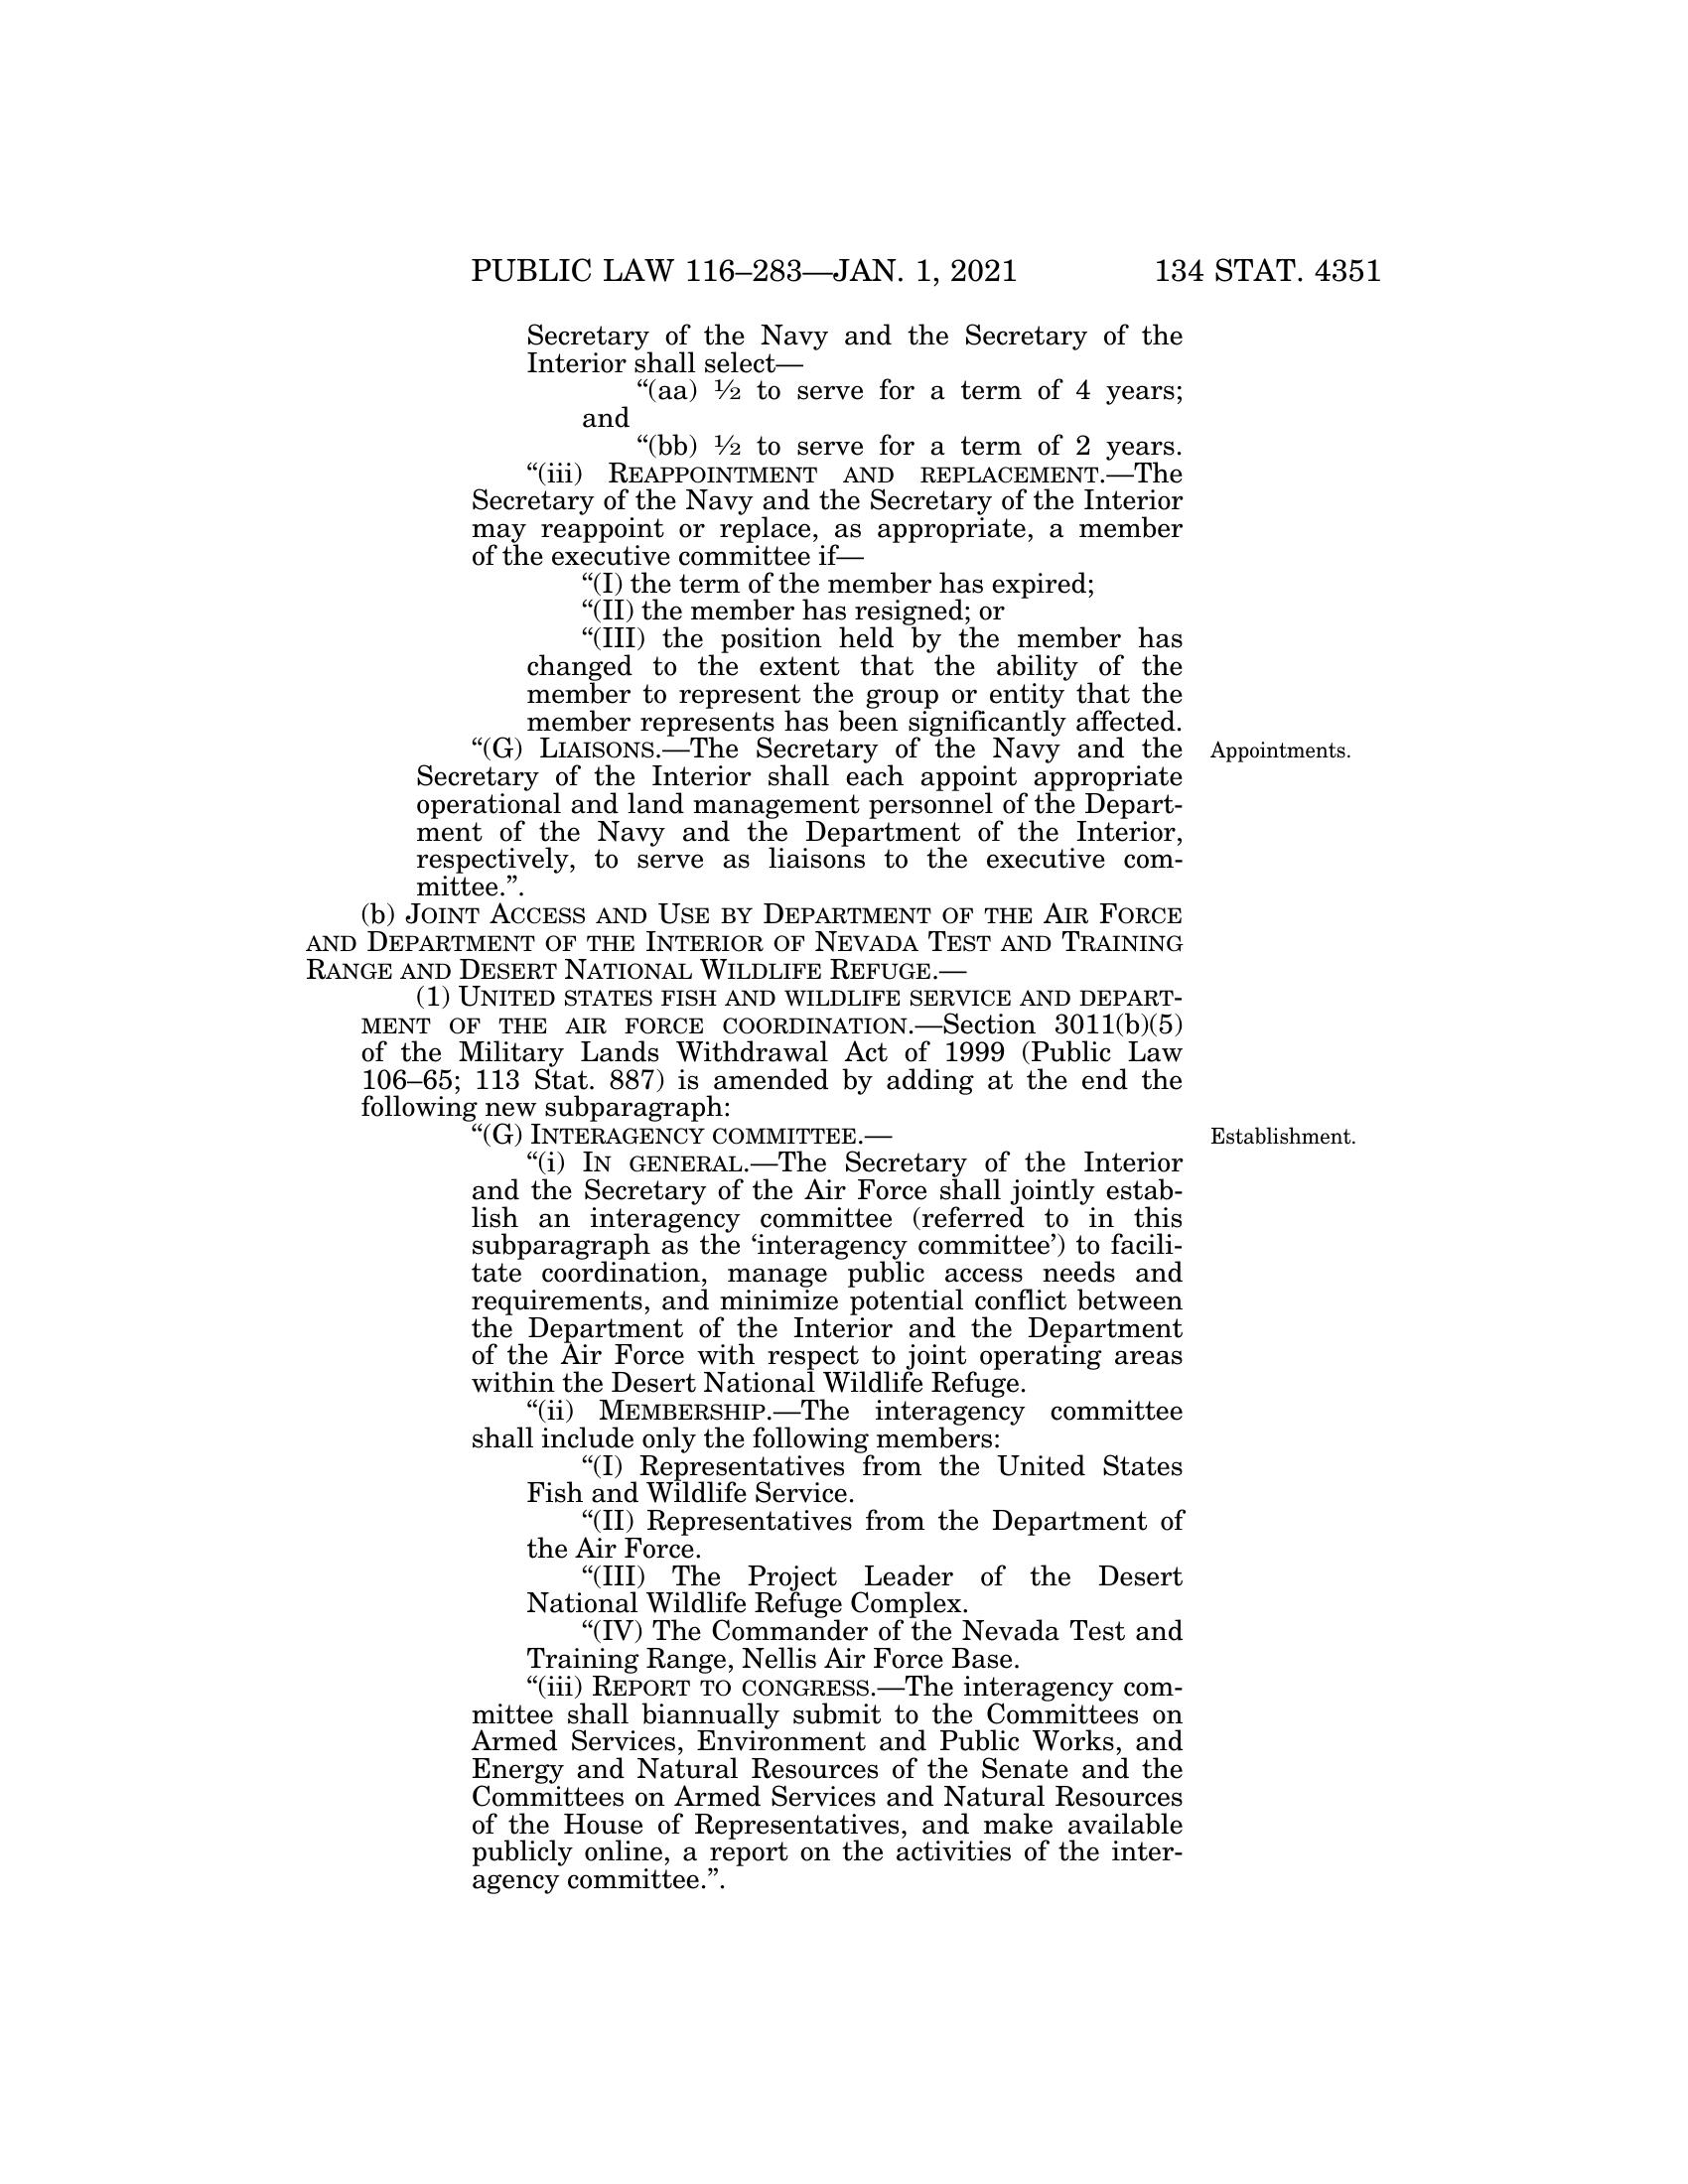 PUBLIC LAW 116–283—JAN. 1, 2021 134 STAT. 4351
Secretary of the Navy and the Secretary of the
Interior shall select—
“(aa) ½ to serve for a term of 4 years;
and
“(bb) ½ to serve for a term of 2 years.
“(iii) REAPPOINTMENT AND REPLACEMENT.—The
Secretary of the Navy and the Secretary of the Interior
may reappoint or replace, as appropriate, a member
of the executive committee if—
“(I) the term of the member has expired;
“(II) the member has resigned; or
“(III) the position held by the member has
changed to the extent that the ability of the
member to represent the group or entity that the
member represents has been significantly affected.
“(G) LIAISONS.—The Secretary of the Navy and the
Appointments.
Secretary of the Interior shall each appoint appropriate
operational and land management personnel of the Depart-
ment of the Navy and the Department of the Interior,
respectively, to serve as liaisons to the executive com-
mittee.”.
(b) JOINT ACCESS AND USE BY DEPARTMENT OF THE AIR FORCE
AND DEPARTMENT OF THE INTERIOR OF NEVADA TEST AND TRAINING
RANGE AND DESERT NATIONAL WILDLIFE REFUGE.—
(1) UNITED STATES FISH AND WILDLIFE SERVICE AND DEPART-
MENT OF THE AIR FORCE COORDINATION.—Section 3011(b)(5)
of the Military Lands Withdrawal Act of 1999 (Public Law
106–65; 113 Stat. 887) is amended by adding at the end the
following new subparagraph:
“(G) INTERAGENCY COMMITTEE.—
Establishment.
“(i) IN GENERAL.—The Secretary of the Interior
and the Secretary of the Air Force shall jointly estab-
lish an interagency committee (referred to in this
subparagraph as the ‘interagency committee’) to facili-
tate coordination, manage public access needs and
requirements, and minimize potential conflict between
the Department of the Interior and the Department
of the Air Force with respect to joint operating areas
within the Desert National Wildlife Refuge.
“(ii) MEMBERSHIP.—The interagency committee
shall include only the following members:
“(I) Representatives from the United States
Fish and Wildlife Service.
“(II) Representatives from the Department of
the Air Force.
“(III) The Project Leader of the Desert
National Wildlife Refuge Complex.
“(IV) The Commander of the Nevada Test and
Training Range, Nellis Air Force Base.
“(iii) REPORT TO CONGRESS.—The interagency com-
mittee shall biannually submit to the Committees on
Armed Services, Environment and Public Works, and
Energy and Natural Resources of the Senate and the
Committees on Armed Services and Natural Resources
of the House of Representatives, and make available
publicly online, a report on the activities of the inter-
agency committee.”.